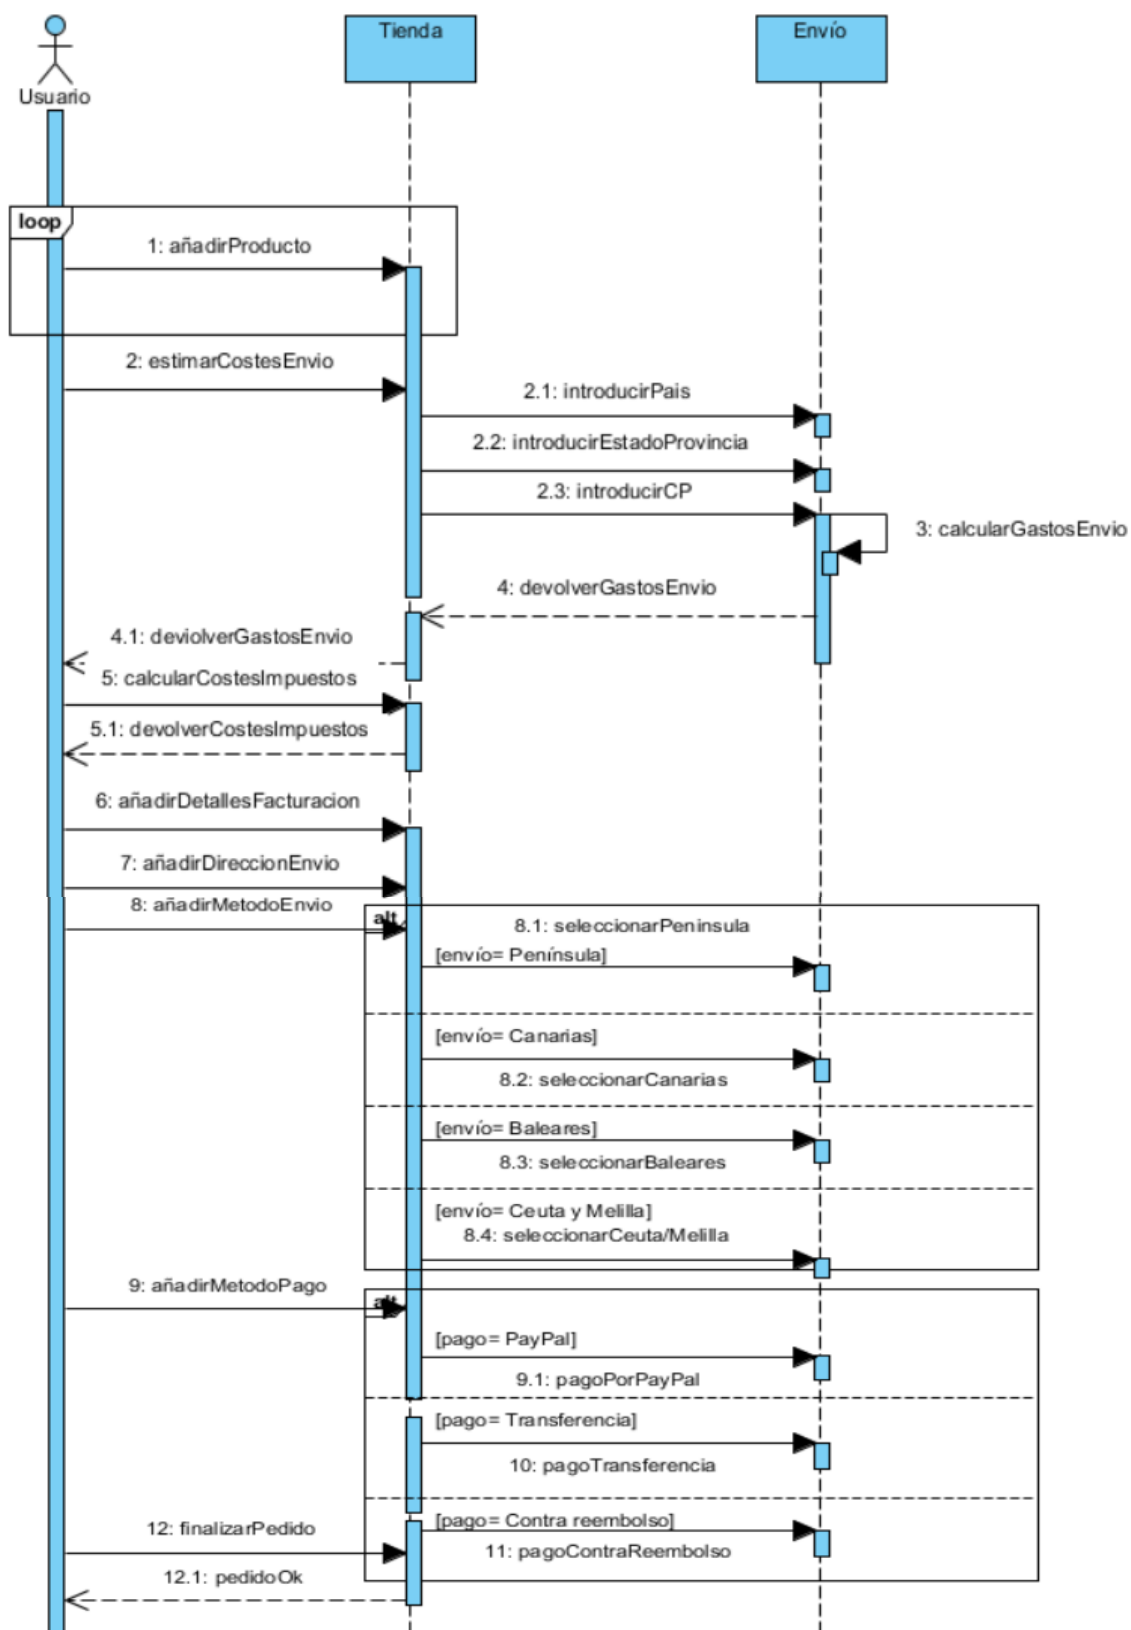 Usuario
Tienda
Envío
loop
1: añadirProducto
2: estimarCostesEnvio
2.1: introducirPais
2.2: introducirEstadoProvincia
2.3: introducirCP
3: calcularGastosEnvio
4: devolverGastosEnvio
4.1: deviolverGastosEnvio
5: calcularCostesImpuestos
5.1: devolverCostesImpuestos
6: añadirDetallesFacturacion
7: añadirDireccionEnvio
8: añadirMetodoEnvio
alt
8.1: seleccionarPeninsula
[envío= Península]
[envío= Canarias]
8.2: seleccionarCanarias
[envío= Baleares]
8.3: seleccionarBaleares
[envío= Ceuta y Melilla]
8.4: seleccionarCeuta/Melilla
9: añadirMetodoPago
alt
[pago= PayPal]
9.1: pagoPorPayPal
[pago= Transferencia]
10: pagoTransferencia
[pago= Contra reembolso]
12: finalizarPedido
11: pagoContraReembolso
12.1: pedidoOk